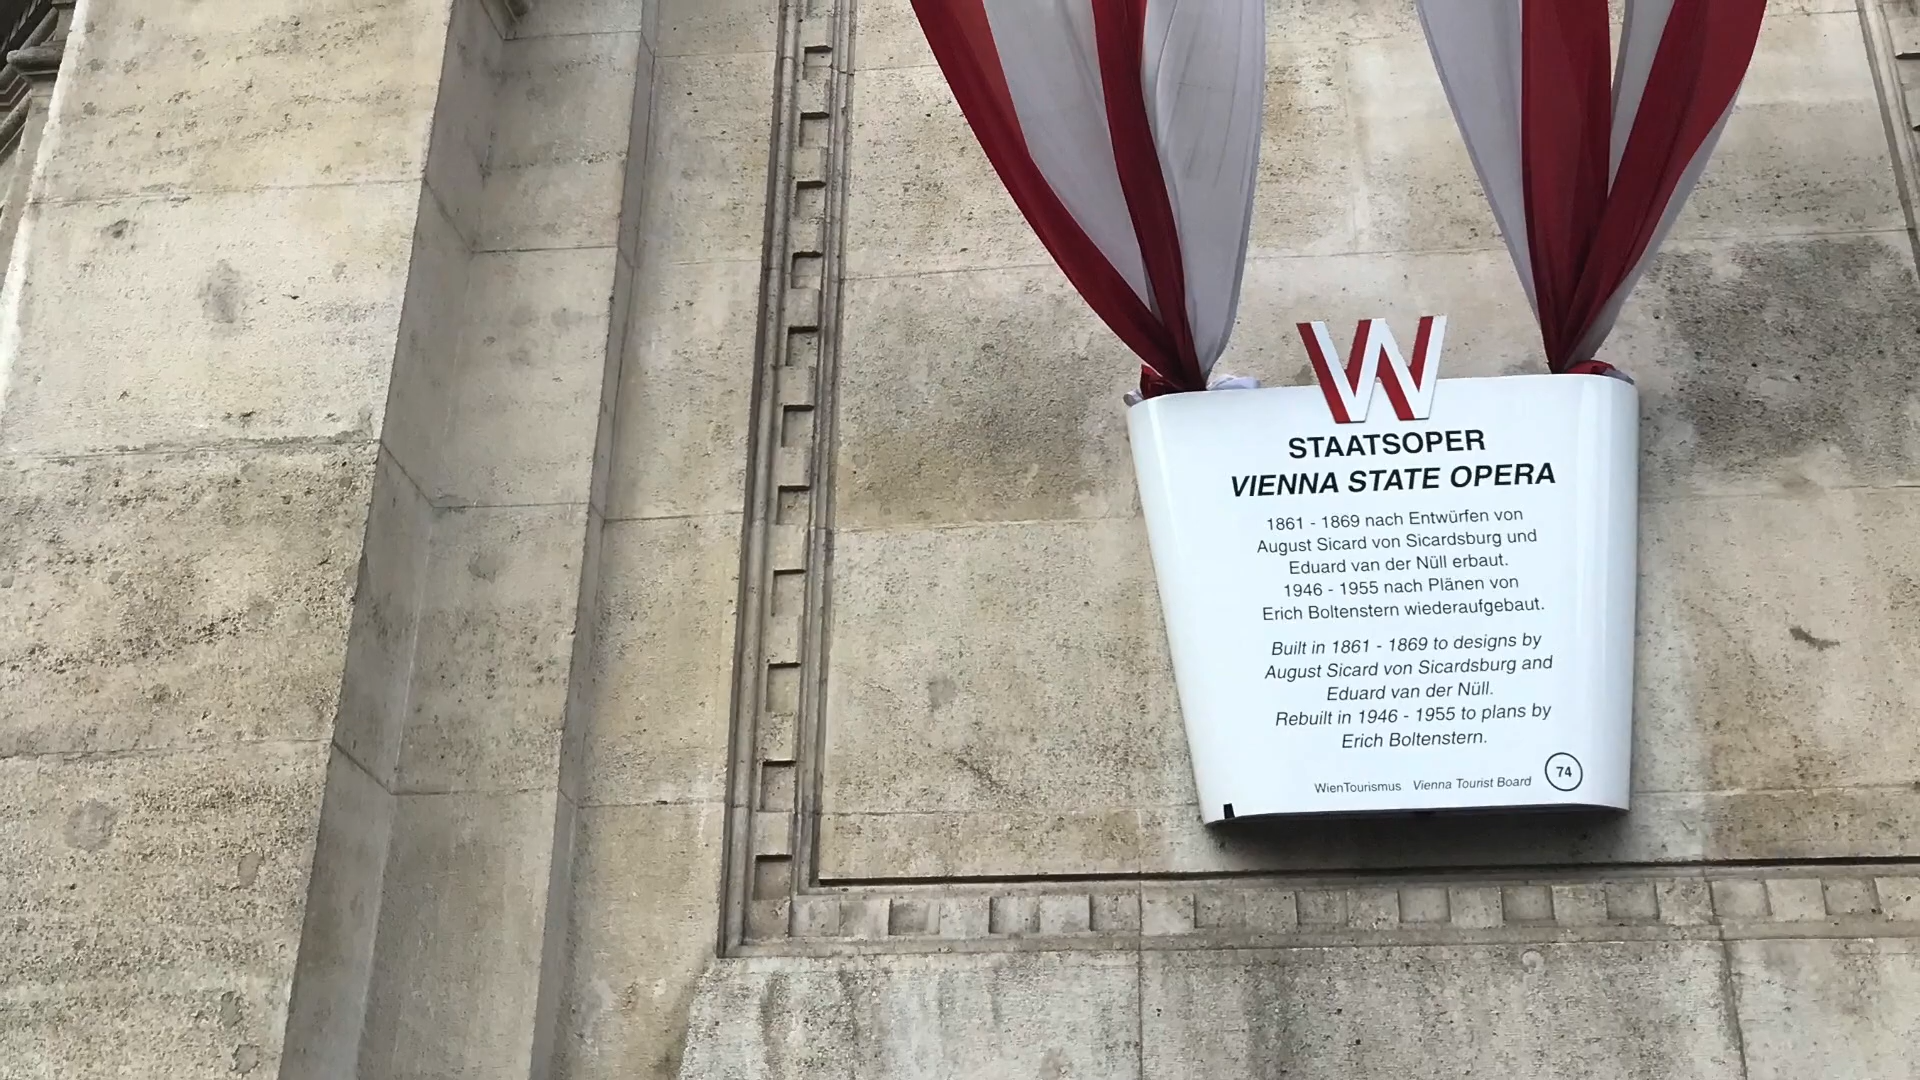 W
STAATSOPER
VIENNA STATE OPERA
1861 - 1869 nach Entwürfen von
August Sicard von Sicardsburg und
Eduard van der Nüll erbaut.
1946 - 1955 nach Plänen von
Erich Boltenstern wiederaufgebaut.
Built in 1861 - 1869 to designs by
August Sicard von Sicardsburg and
Eduard van der Nüll.
Rebuilt in 1946 - 1955 to plans by
Erich Boltenstern.
WienTourismus Vienna Tourist Board 74